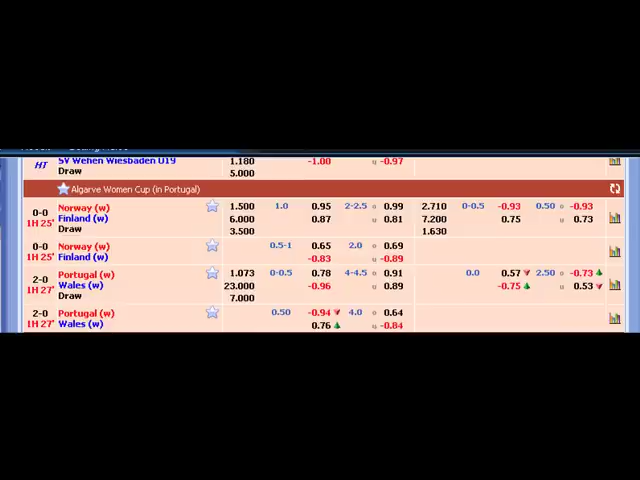 HT SV Wehen Wiesbaden U19 1.180 -1.00 u -0.97
Draw 5.000
Algarve Women Cup (in Portugal)
0-0 Norway (w) 1.500 1.0 0.95 2-2.5 o 0.99 2.710 0-0.5 -0.93 0.50 o -0.93
1H 25' Finland (w) 6.000 0.87 u 0.81 7.200 0.75 u 0.73
Draw 3.500 1.630
0-0 Norway (w) 0.5-1 0.65 2.0 o 0.69
1H 25' Finland (w) -0.83 u -0.89
2-0 Portugal (w) 1.073 0-0.5 0.78 4-4.5 o 0.91 0.0 0.57 2.50 o -0.73
1H 27' Wales (w) 23.000 -0.96 u 0.89 -0.75 u 0.53
Draw 7.000
2-0 Portugal (w) 0.50 -0.94 4.0 o 0.64
1H 27' Wales (w) 0.76 u -0.84